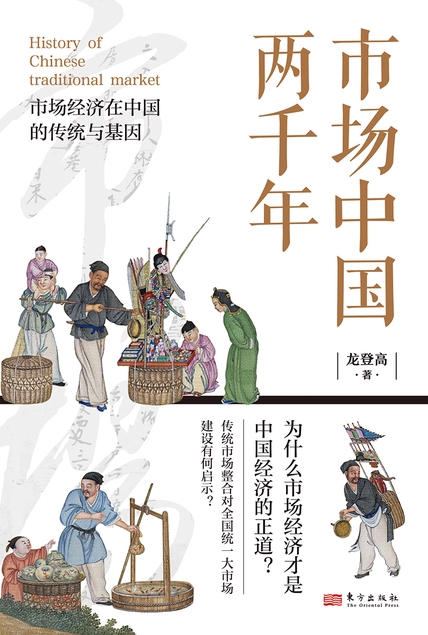 History of
Chinese
traditional market
市场经济在中国
的传统与基因
市场中国
两千年
龙登高
·著·
为什么市场经济才是
中国经济的正道？
传统市场整合对全国统一大市场
建设有何启示？
东方出版社
The Oriental Press